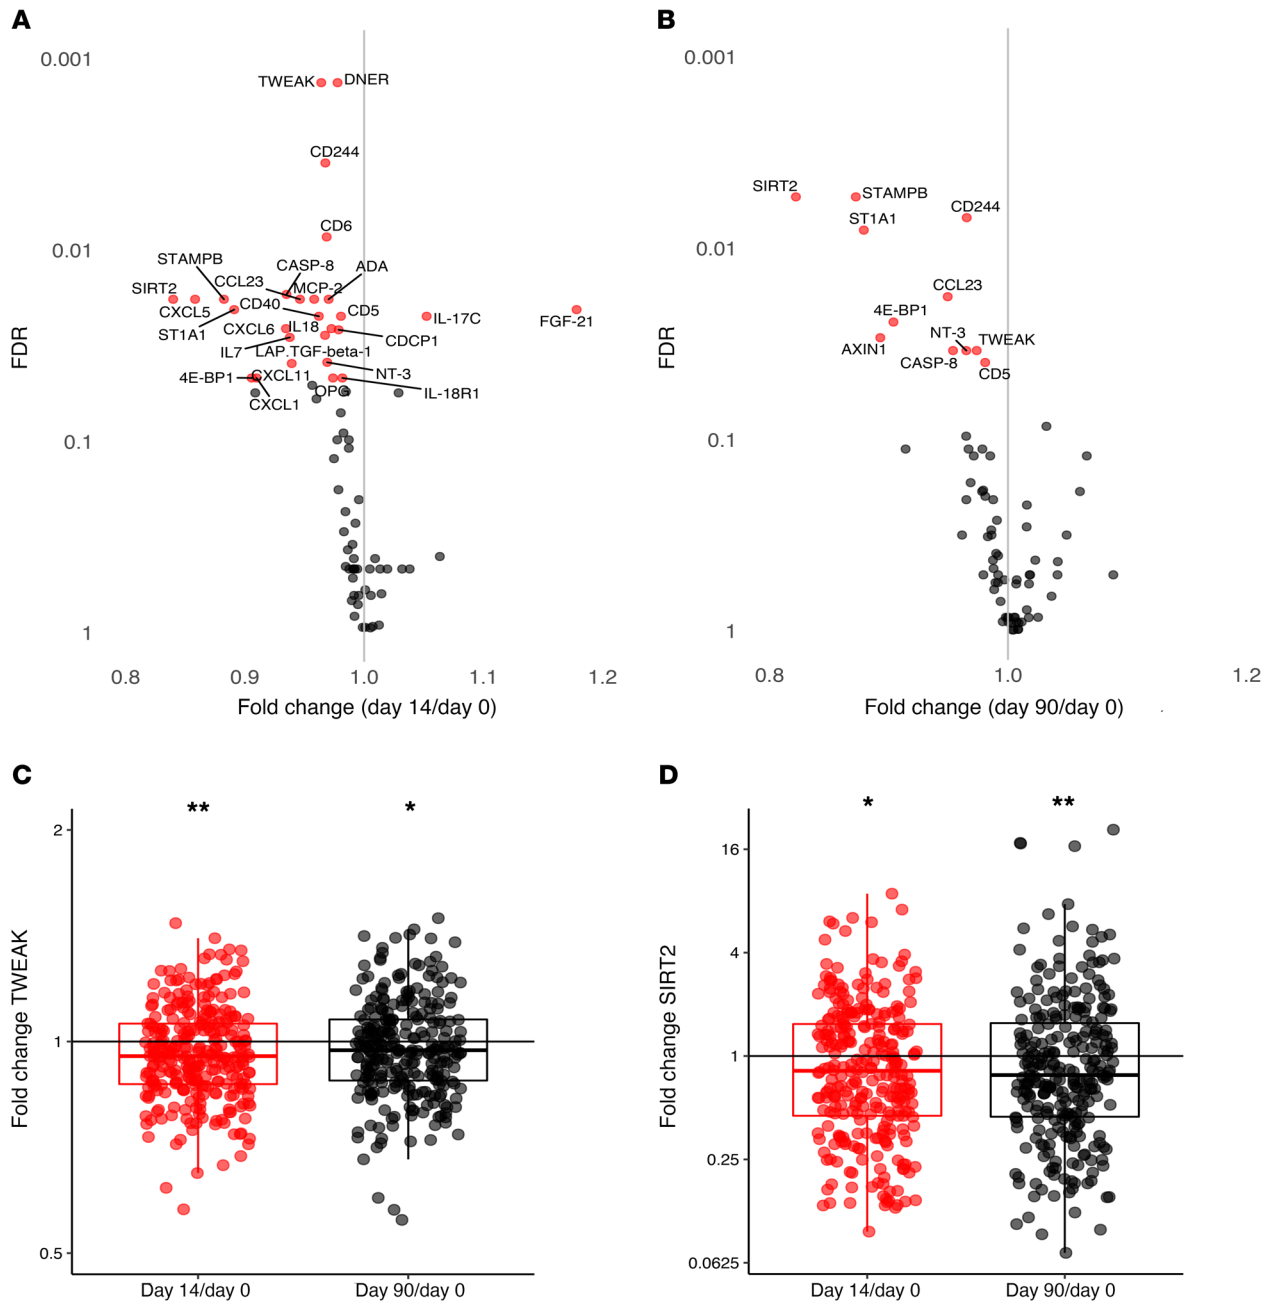 A
0.001
0.01
0.1
1
FDR
TWEAK
DNER
CD244
CD6
STAMPB
CASP-8
ADA
CCL23
MCP-2
SIRT2
CXCL5
CD40
CD5
IL-17C
FGF-21
ST1A1
CXCL6
IL18
CDCP1
IL7
LAP.TGF-beta-1
NT-3
4E-BP1
CXCL11
OPG
IL-18R1
CXCL1
0.8
0.9
1.0
1.1
1.2
Fold change (day 14/day 0)
B
0.001
0.01
0.1
1
FDR
SIRT2
STAMPB
CD244
ST1A1
CCL23
4E-BP1
NT-3
TWEAK
AXIN1
CASP-8
CD5
0.8
1.0
1.2
Fold change (day 90/day 0)
C
**
*
2
1
0.5
Fold change TWEAK
Day 14/day 0
Day 90/day 0
D
*
**
16
4
1
0.25
0.0625
Fold change SIRT2
Day 14/day 0
Day 90/day 0